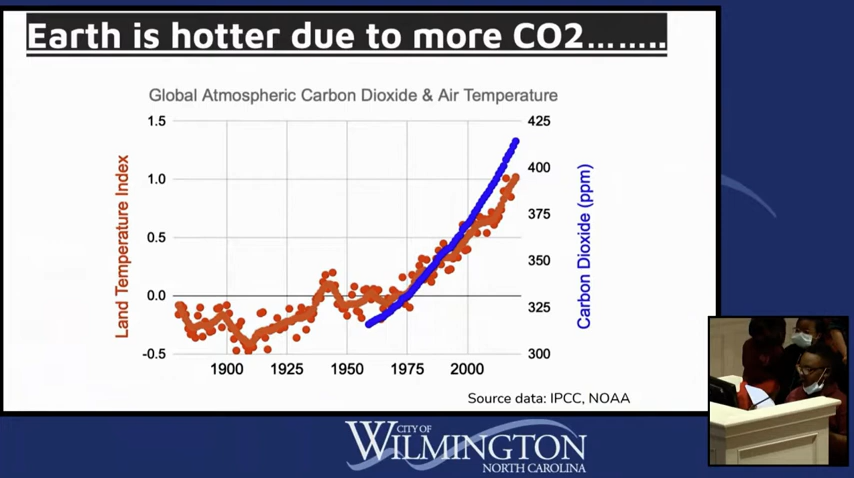 Earth is hotter due to more CO2........
Global Atmospheric Carbon Dioxide & Air Temperature
1.5
1.0
0.5
0.0
-0.5
Land Temperature Index
425
400
375
350
325
300
Carbon Dioxide (ppm)
1900
1925
1950
1975
2000
Source data: IPCC, NOAA
CITY OF
WILMINGTON
NORTH CAROLINA